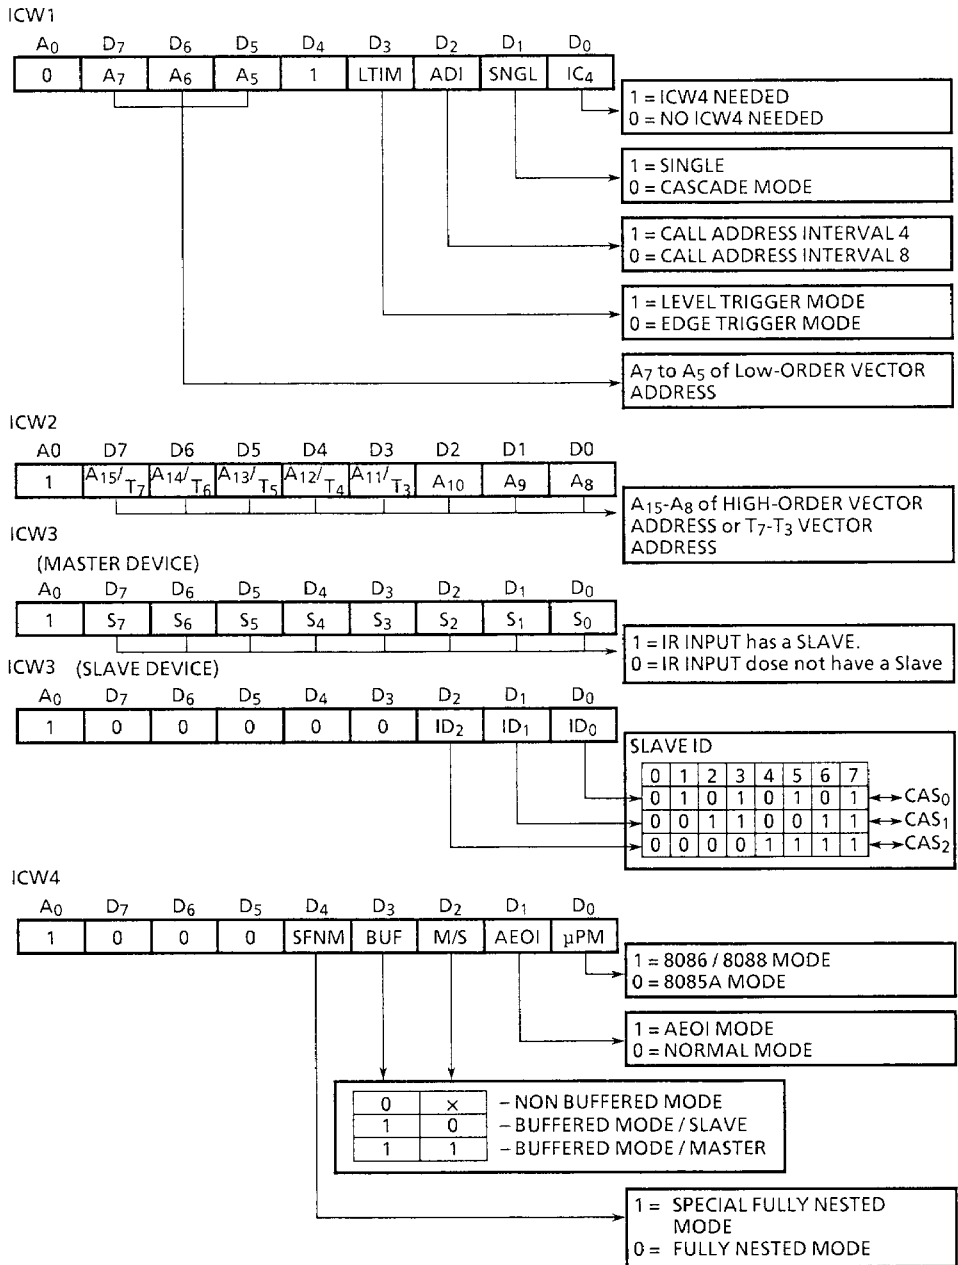 ICW1
A0 D7 D6 D5 D4 D3 D2 D1 D0
0 A7 A6 A5 1 LTIM ADI SNGL IC4
1 = ICW4 NEEDED
0 = NO ICW4 NEEDED
1 = SINGLE
0 = CASCADE MODE
1 = CALL ADDRESS INTERVAL 4
0 = CALL ADDRESS INTERVAL 8
1 = LEVEL TRIGGER MODE
0 = EDGE TRIGGER MODE
A7 to A5 of Low-ORDER VECTOR
ADDRESS
ICW2
A0 D7 D6 D5 D4 D3 D2 D1 D0
1 A15/T7 A14/T6 A13/T5 A12/T4 A11/T3 A10 A9 A8
A15-A8 of HIGH-ORDER VECTOR
ADDRESS or T7-T3 VECTOR
ADDRESS
ICW3
(MASTER DEVICE)
A0 D7 D6 D5 D4 D3 D2 D1 D0
1 S7 S6 S5 S4 S3 S2 S1 S0
1 = IR INPUT has a SLAVE.
0 = IR INPUT dose not have a Slave
ICW3 (SLAVE DEVICE)
A0 D7 D6 D5 D4 D3 D2 D1 D0
1 0 0 0 0 0 ID2 ID1 ID0
SLAVE ID
0 1 2 3 4 5 6 7
0 1 0 1 0 1 0 1 CAS0
0 0 1 1 0 0 1 1 CAS1
0 0 0 0 1 1 1 1 CAS2
ICW4
A0 D7 D6 D5 D4 D3 D2 D1 D0
1 0 0 0 SFNM BUF M/S AEOI µPM
1 = 8086 / 8088 MODE
0 = 8085A MODE
1 = AEOI MODE
0 = NORMAL MODE
0 × – NON BUFFERED MODE
1 0 – BUFFERED MODE / SLAVE
1 1 – BUFFERED MODE / MASTER
1 = SPECIAL FULLY NESTED
MODE
0 = FULLY NESTED MODE